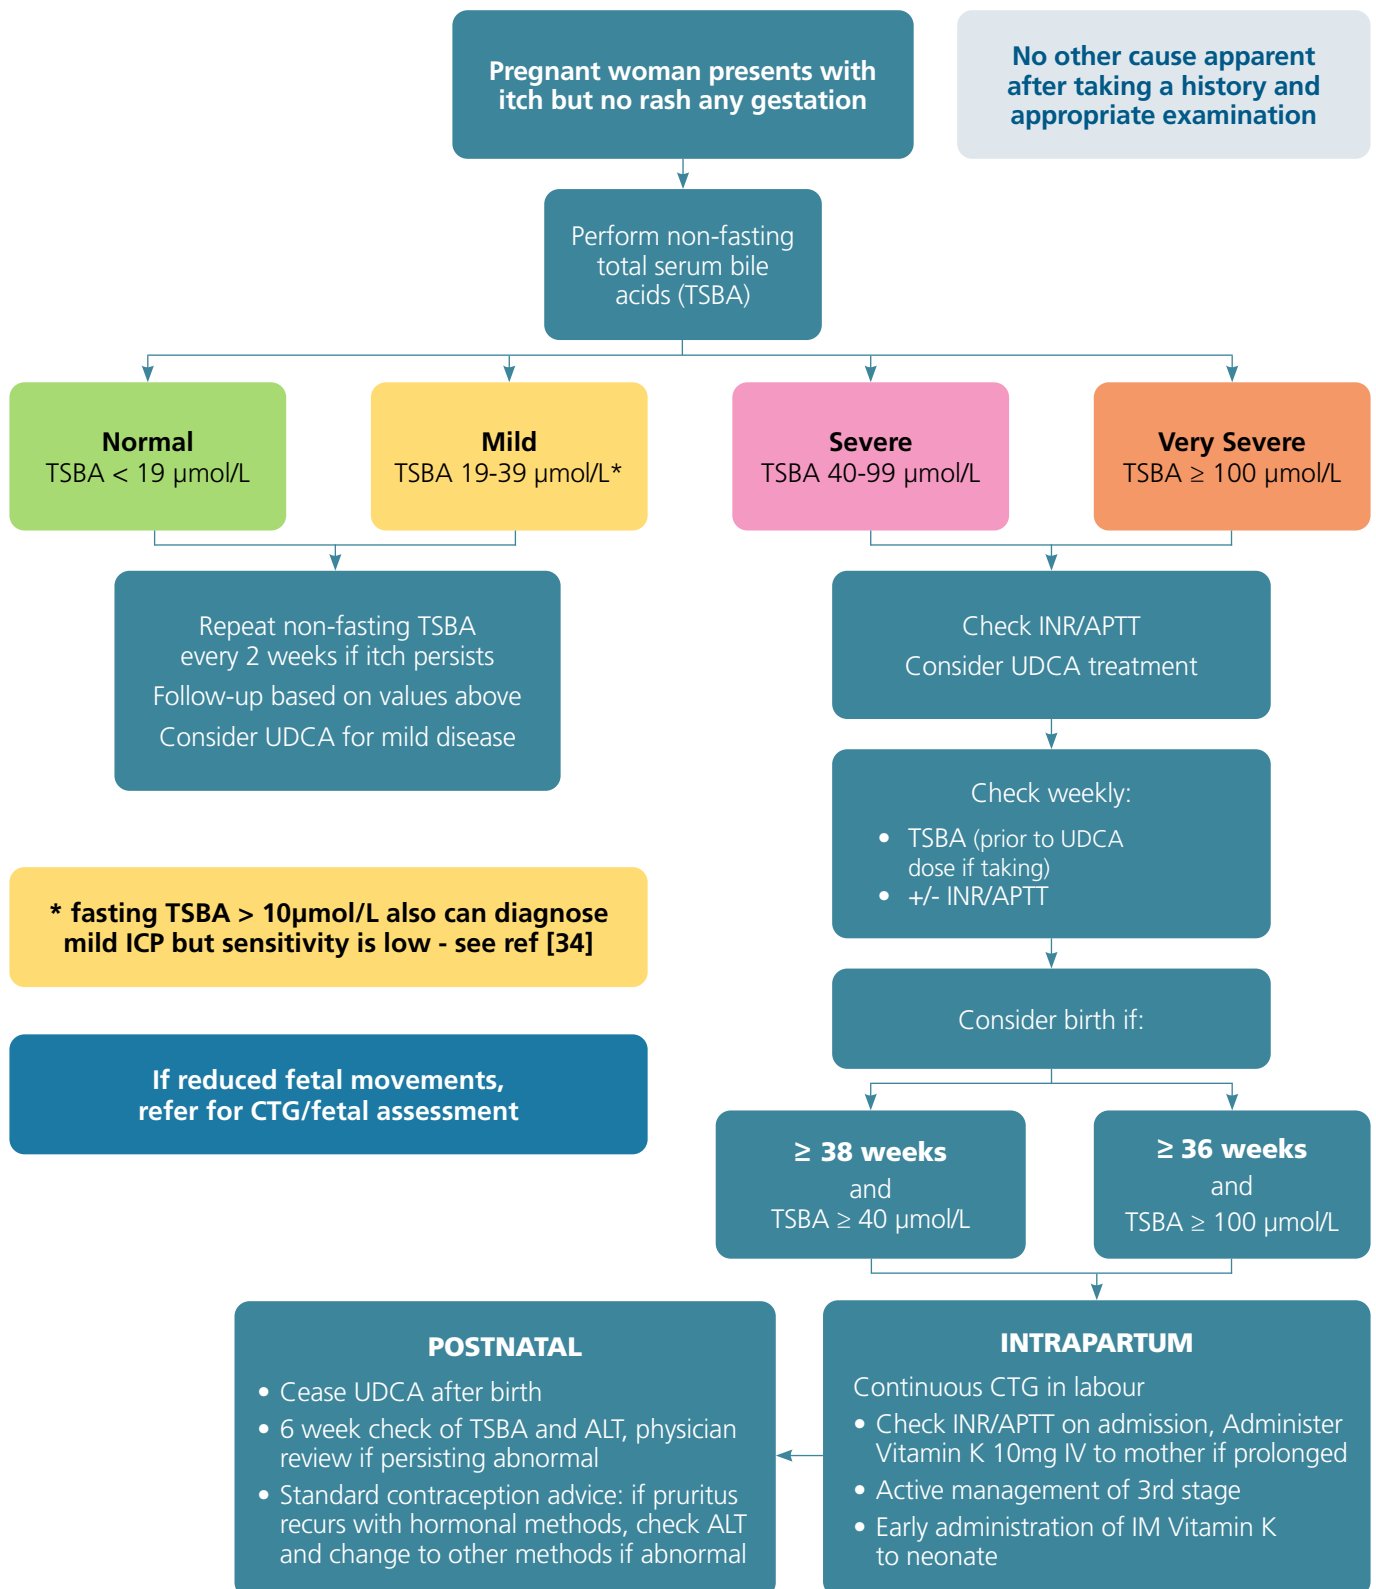 Pregnant woman presents with
itch but no rash any gestation
No other cause apparent
after taking a history and
appropriate examination
Perform non-fasting
total serum bile
acids (TSBA)
Normal
TSBA < 19 µmol/L
Mild
TSBA 19-39 µmol/L*
Severe
TSBA 40-99 µmol/L
Very Severe
TSBA ≥ 100 µmol/L
Repeat non-fasting TSBA
every 2 weeks if itch persists
Follow-up based on values above
Consider UDCA for mild disease
Check INR/APTT
Consider UDCA treatment
Check weekly:
• TSBA (prior to UDCA
dose if taking)
• +/- INR/APTT
* fasting TSBA > 10µmol/L also can diagnose
mild ICP but sensitivity is low - see ref [34]
Consider birth if:
If reduced fetal movements,
refer for CTG/fetal assessment
≥ 38 weeks
and
TSBA ≥ 40 µmol/L
≥ 36 weeks
and
TSBA ≥ 100 µmol/L
POSTNATAL
• Cease UDCA after birth
• 6 week check of TSBA and ALT, physician
review if persisting abnormal
• Standard contraception advice: if pruritus
recurs with hormonal methods, check ALT
and change to other methods if abnormal
INTRAPARTUM
Continuous CTG in labour
• Check INR/APTT on admission, Administer
Vitamin K 10mg IV to mother if prolonged
• Active management of 3rd stage
• Early administration of IM Vitamin K
to neonate